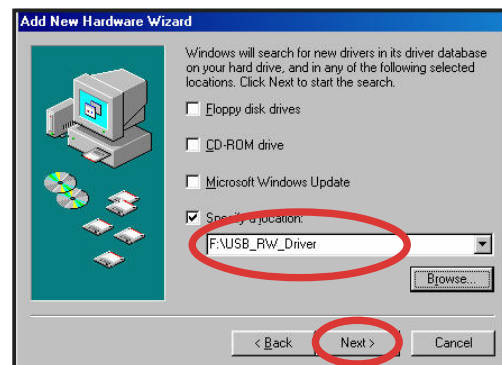 Add New Hardware Wizard
Windows will search for new drivers in its driver database
on your hard drive, and in any of the following selected
locations. Click Next to start the search.
Floppy disk drives
CD-ROM drive
Microsoft Windows Update
Specify a location:
F:\USB_RW_Driver
Browse...
< Back
Next >
Cancel